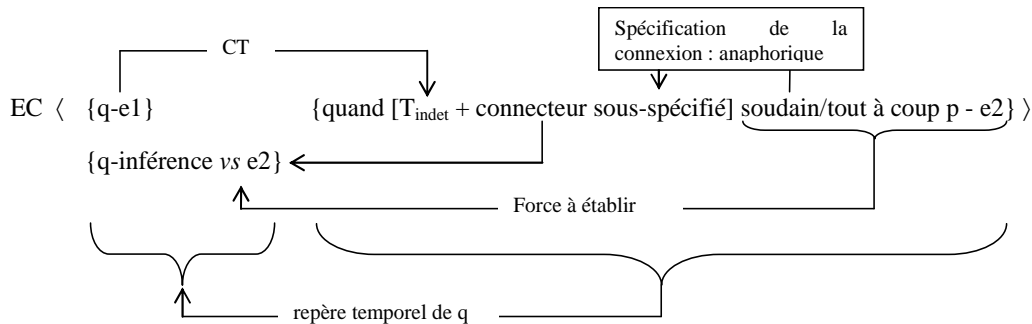 Spécification de la
connexion : anaphorique
CT
EC 〈 {q-e1} {quand [Tindet + connecteur sous-spécifié] soudain/tout à coup p - e2} 〉
{q-inférence vs e2}
Force à établir
repère temporel de q